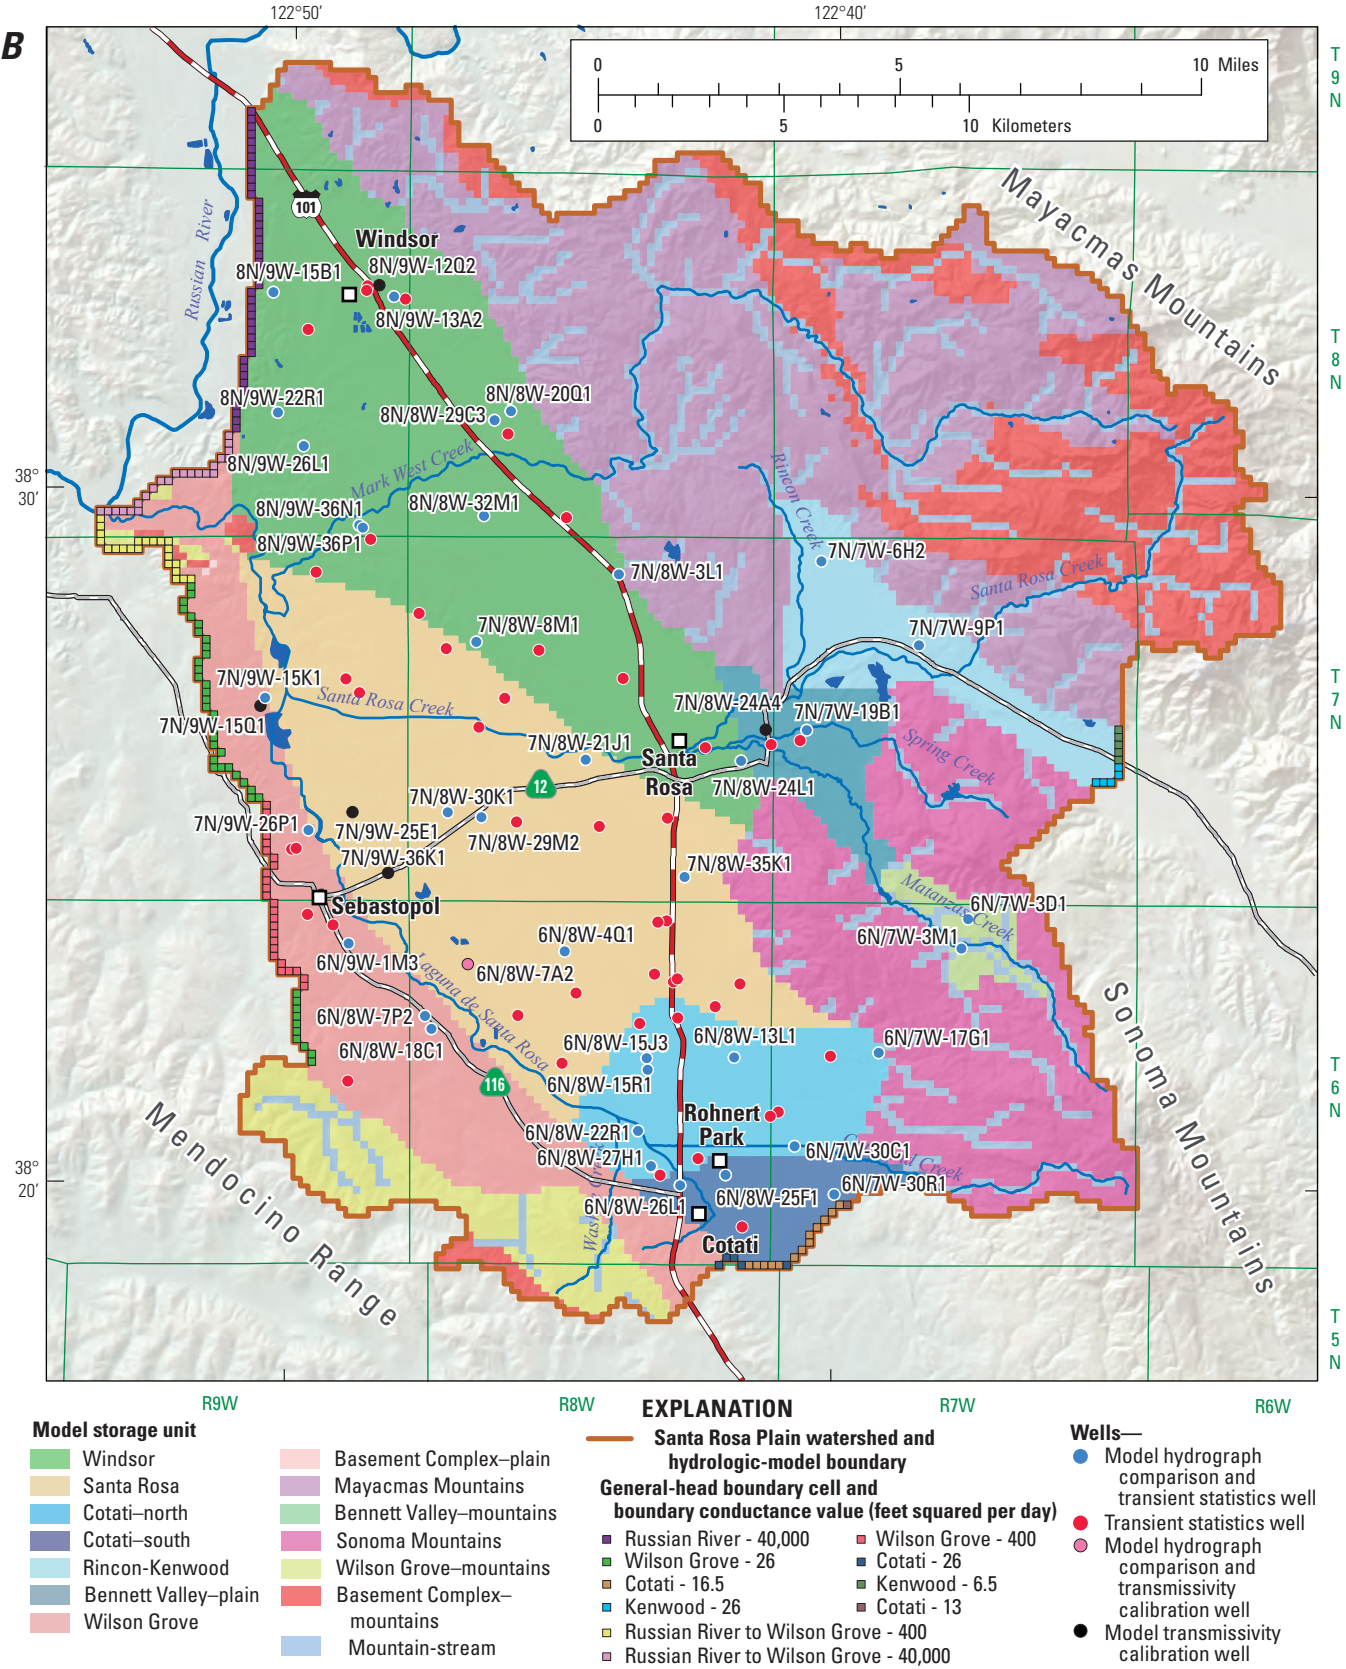 B
122°50′
122°40′
0 5 10 Miles
0 5 10 Kilometers
T
9
N
Mayacmas Mountains
101
Russian River
Windsor
8N/9W-15B1
8N/9W-12Q2
8N/9W-13A2
T
8
N
8N/9W-22R1
8N/8W-20Q1
8N/8W-29C3
8N/9W-26L1
Mark West Creek
Rincon Creek
38°
30′
8N/9W-36N1
8N/8W-32M1
8N/9W-36P1
7N/7W-6H2
7N/8W-3L1
Santa Rosa Creek
7N/8W-8M1
7N/7W-9P1
7N/9W-15K1
Santa Rosa Creek
7N/8W-24A4
7N/7W-19B1
T
7
N
7N/9W-15Q1
7N/8W-21J1
Santa
Rosa
Spring Creek
12
7N/8W-24L1
7N/8W-30K1
7N/9W-26P1
7N/9W-25E1
7N/8W-29M2
7N/9W-36K1
7N/8W-35K1
Matanzas Creek
Sebastopol
6N/7W-3D1
6N/8W-4Q1
6N/7W-3M1
6N/9W-1M3
6N/8W-7A2
Laguna de Santa Rosa
Sonoma Mountains
6N/8W-7P2
6N/8W-13L1
6N/7W-17G1
6N/8W-15J3
6N/8W-18C1
116
6N/8W-15R1
T
6
N
Mendocino Range
Rohnert
Park
6N/8W-22R1
6N/7W-30C1
Creek
6N/8W-27H1
38°
20′
6N/8W-25F1
6N/7W-30R1
6N/8W-26L1
Cotati
T
5
N
R9W
R8W
R7W
R6W
EXPLANATION
Model storage unit
Windsor
Santa Rosa
Cotati–north
Cotati–south
Rincon-Kenwood
Bennett Valley–plain
Wilson Grove
Basement Complex–plain
Mayacmas Mountains
Bennett Valley–mountains
Sonoma Mountains
Wilson Grove–mountains
Basement Complex–
mountains
Mountain-stream
Santa Rosa Plain watershed and
hydrologic-model boundary
General-head boundary cell and
boundary conductance value (feet squared per day)
Russian River - 40,000
Wilson Grove - 26
Cotati - 16.5
Kenwood - 26
Russian River to Wilson Grove - 400
Russian River to Wilson Grove - 40,000
Wilson Grove - 400
Cotati - 26
Kenwood - 6.5
Cotati - 13
Wells—
Model hydrograph
comparison and
transient statistics well
Transient statistics well
Model hydrograph
comparison and
transmissivity
calibration well
Model transmissivity
calibration well